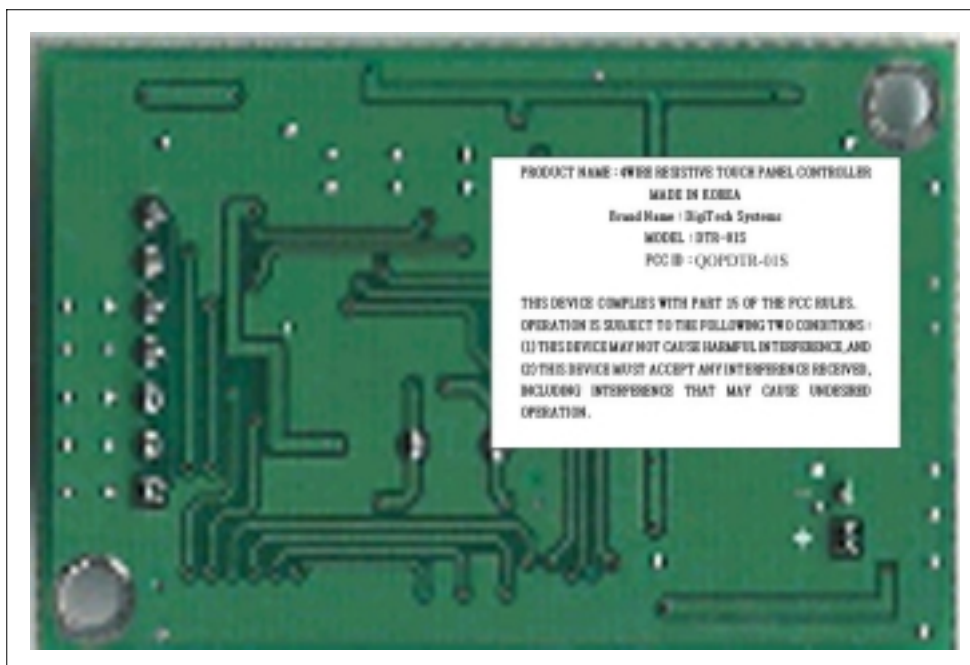 PRODUCT NAME : 4WIRE RESISTIVE TOUCH PANEL CONTROLLER
MADE IN KOREA
Brand Name : DigiTech Systems
MODEL : DTR-01S
FCC ID : QOPDTR-01S
THIS DEVICE COMPLIES WITH PART 15 OF THE FCC RULES.
OPERATION IS SUBJECT TO THE FOLLOWING TWO CONDITIONS :
(1) THIS DEVICE MAY NOT CAUSE HARMFUL INTERFERENCE, AND
(2) THIS DEVICE MUST ACCEPT ANY INTERFERENCE RECEIVED,
INCLUDING INTERFERENCE THAT MAY CAUSE UNDESIRED
OPERATION.
- 
+